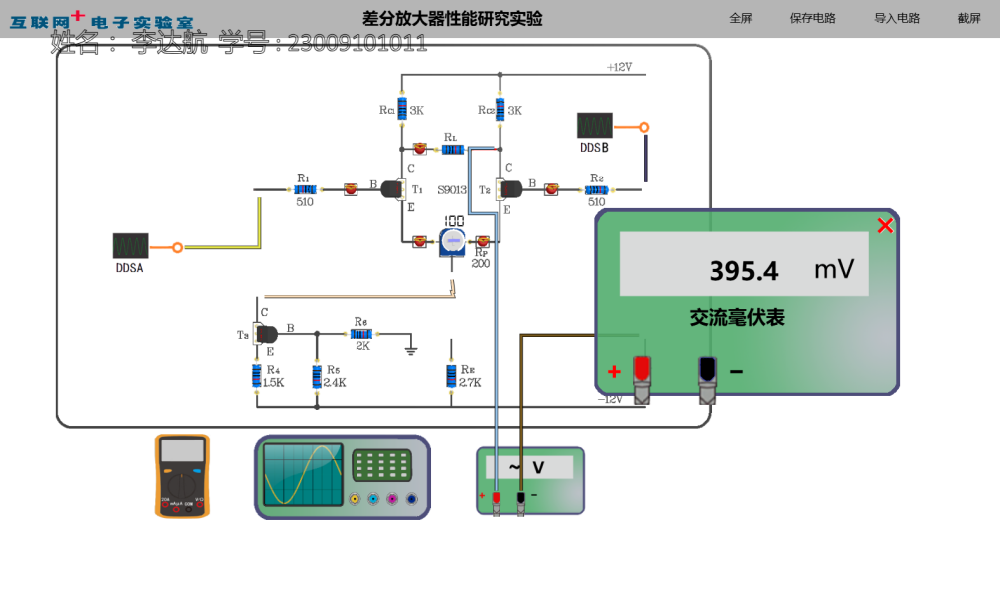 互联网+电子实验室
差分放大器性能研究实验
全屏
保存电路
导入电路
截屏
姓名： 李达航 学号：23009101011
+12V
RC1 3K
RC2 3K
DDSB
RL
C
C
R1
510
B
T1
S9013
T2
B
R2
510
E
E
100
RP
200
DDSA
395.4 mV
交流毫伏表
+
−
C
T3
B
E
R6
2K
R4
1.5K
R5
2.4K
RE
2.7K
−12V
~ V
+
−